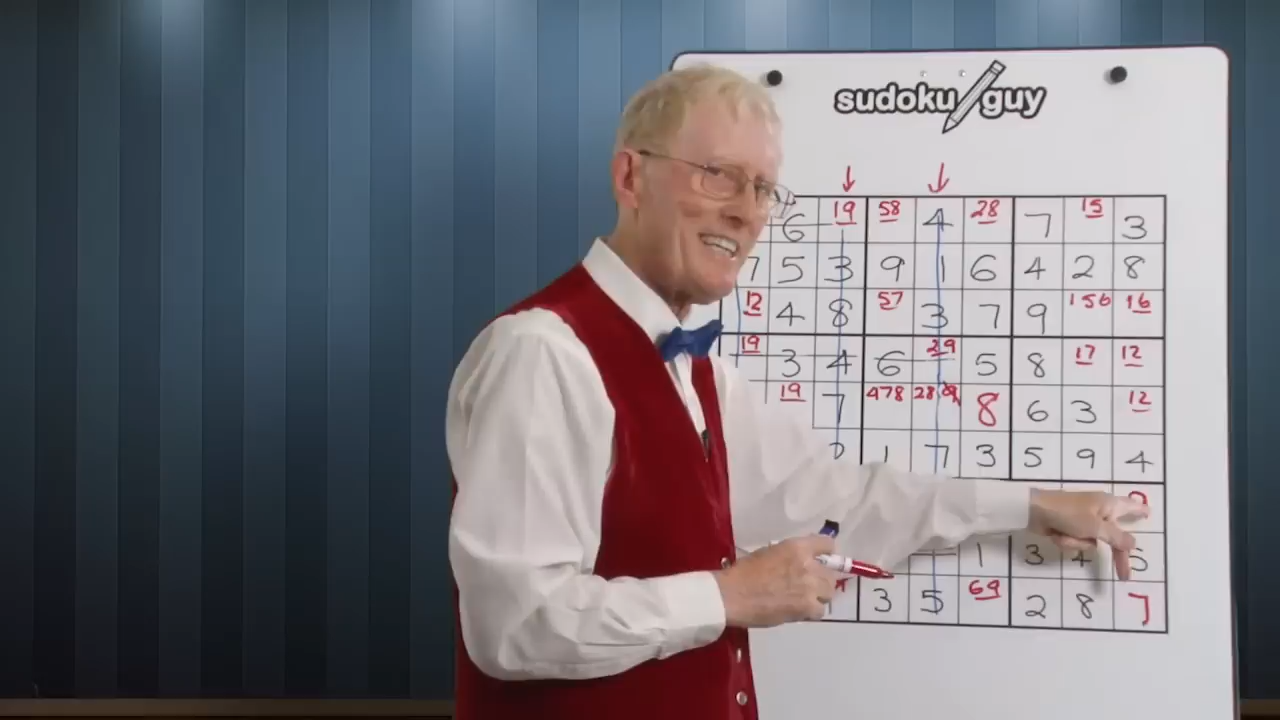 sudoku guy
6 19 58 4 28 7 15 3
7 5 3 9 1 6 4 2 8
12 4 8 57 3 7 9 156 16
19 3 4 6 29 5 8 17 12
19 7 478 28 8 6 3 12
1 7 3 5 9 4
1 3 4 5
3 5 69 2 8 7